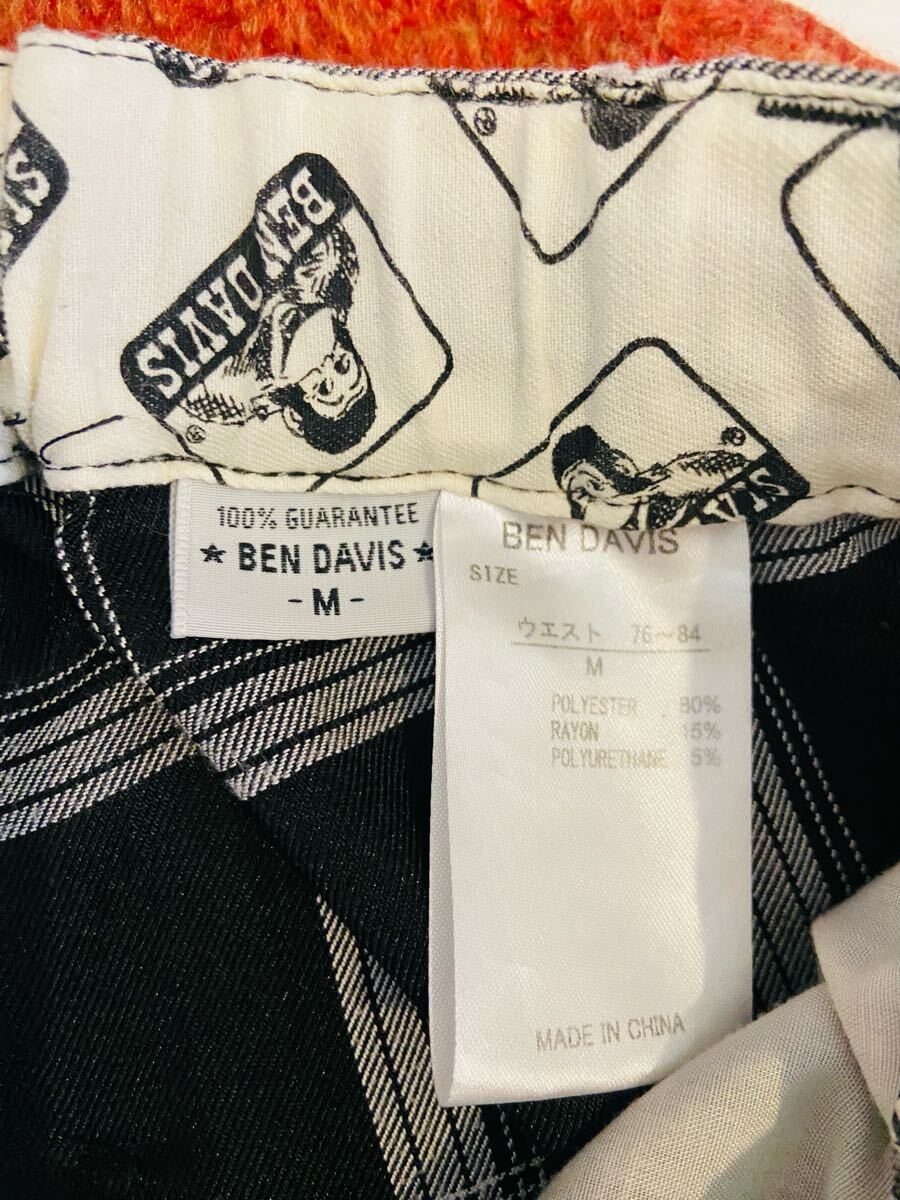 BEN DAVIS
100% GUARANTEE
★ BEN DAVIS ★
- M -
BEN DAVIS
SIZE
ウエスト 76～84
M
POLYESTER 80%
RAYON 15%
POLYURETHANE 5%
MADE IN CHINA